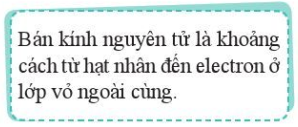 Bán kính nguyên tử là khoảng
cách từ hạt nhân đến electron ở
lớp vỏ ngoài cùng.